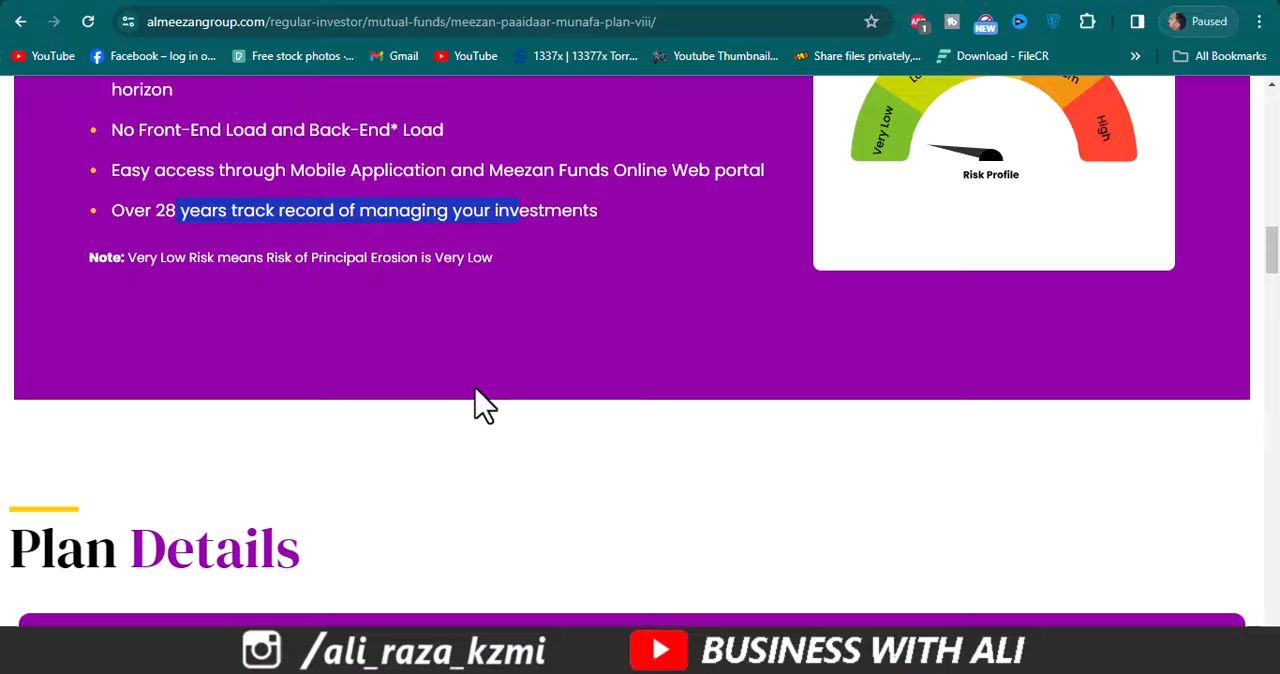 almeezangroup.com/regular-investor/mutual-funds/meezan-paaidaar-munafa-plan-viii/
Paused
YouTube
Facebook – log in o...
Free stock photos ·...
Gmail
YouTube
1337x | 13377x Torr...
Youtube Thumbnail...
Share files privately,...
Download - FileCR
»
All Bookmarks
NEW
1
horizon
• No Front-End Load and Back-End* Load
• Easy access through Mobile Application and Meezan Funds Online Web portal
• Over 28 years track record of managing your investments
Note: Very Low Risk means Risk of Principal Erosion is Very Low
Very Low
High
Risk Profile
Plan Details
/ali_raza_kzmi
BUSINESS WITH ALI